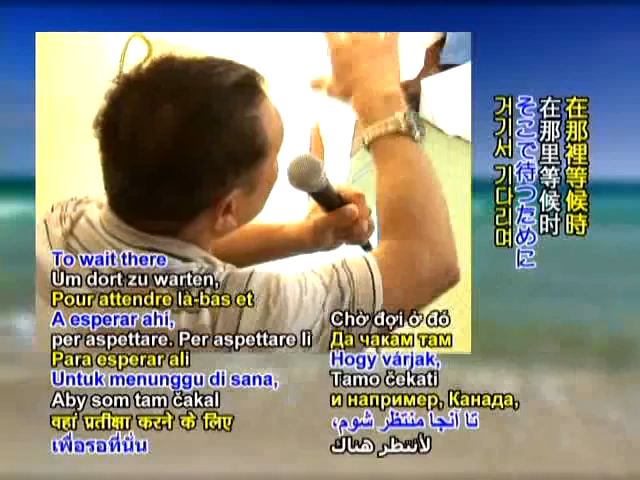 To wait there
Um dort zu warten,
Pour attendre là-bas et
A esperar ahí,
per aspettare. Per aspettare lì
Para esperar ali
Untuk menunggu di sana,
Aby som tam čakal
वहां प्रतीक्षा करने के लिए
เพื่อรอที่นั่น
Chờ đợi ở đó
Да чакам там
Hogy várjak,
Tamo čekati
и например, Канада,
تا آنجا منتظر شوم،
لأنتظر هناك
在那裡等候時
在那里等候时
そこで待つために
거기서 기다리며